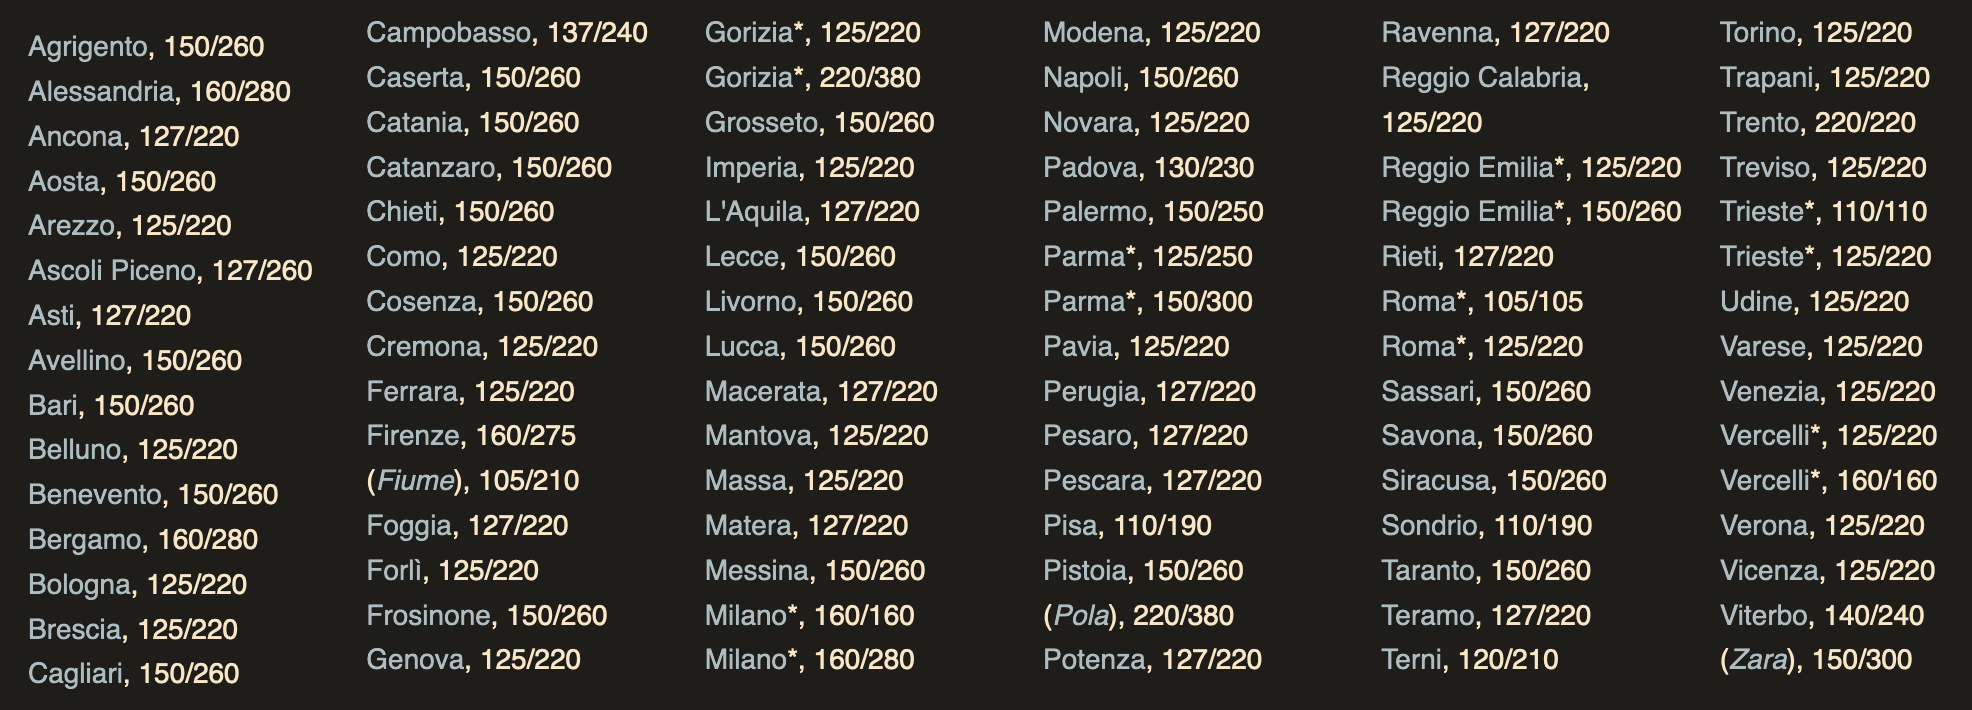 Agrigento, 150/260
Alessandria, 160/280
Ancona, 127/220
Aosta, 150/260
Arezzo, 125/220
Ascoli Piceno, 127/260
Asti, 127/220
Avellino, 150/260
Bari, 150/260
Belluno, 125/220
Benevento, 150/260
Bergamo, 160/280
Bologna, 125/220
Brescia, 125/220
Cagliari, 150/260
Campobasso, 137/240
Caserta, 150/260
Catania, 150/260
Catanzaro, 150/260
Chieti, 150/260
Como, 125/220
Cosenza, 150/260
Cremona, 125/220
Ferrara, 125/220
Firenze, 160/275
(Fiume), 105/210
Foggia, 127/220
Forlì, 125/220
Frosinone, 150/260
Genova, 125/220
Gorizia*, 125/220
Gorizia*, 220/380
Grosseto, 150/260
Imperia, 125/220
L'Aquila, 127/220
Lecce, 150/260
Livorno, 150/260
Lucca, 150/260
Macerata, 127/220
Mantova, 125/220
Massa, 125/220
Matera, 127/220
Messina, 150/260
Milano*, 160/160
Milano*, 160/280
Modena, 125/220
Napoli, 150/260
Novara, 125/220
Padova, 130/230
Palermo, 150/250
Parma*, 125/250
Parma*, 150/300
Pavia, 125/220
Perugia, 127/220
Pesaro, 127/220
Pescara, 127/220
Pisa, 110/190
Pistoia, 150/260
(Pola), 220/380
Potenza, 127/220
Ravenna, 127/220
Reggio Calabria,
125/220
Reggio Emilia*, 125/220
Reggio Emilia*, 150/260
Rieti, 127/220
Roma*, 105/105
Roma*, 125/220
Sassari, 150/260
Savona, 150/260
Siracusa, 150/260
Sondrio, 110/190
Taranto, 150/260
Teramo, 127/220
Terni, 120/210
Torino, 125/220
Trapani, 125/220
Trento, 220/220
Treviso, 125/220
Trieste*, 110/110
Trieste*, 125/220
Udine, 125/220
Varese, 125/220
Venezia, 125/220
Vercelli*, 125/220
Vercelli*, 160/160
Verona, 125/220
Vicenza, 125/220
Viterbo, 140/240
(Zara), 150/300